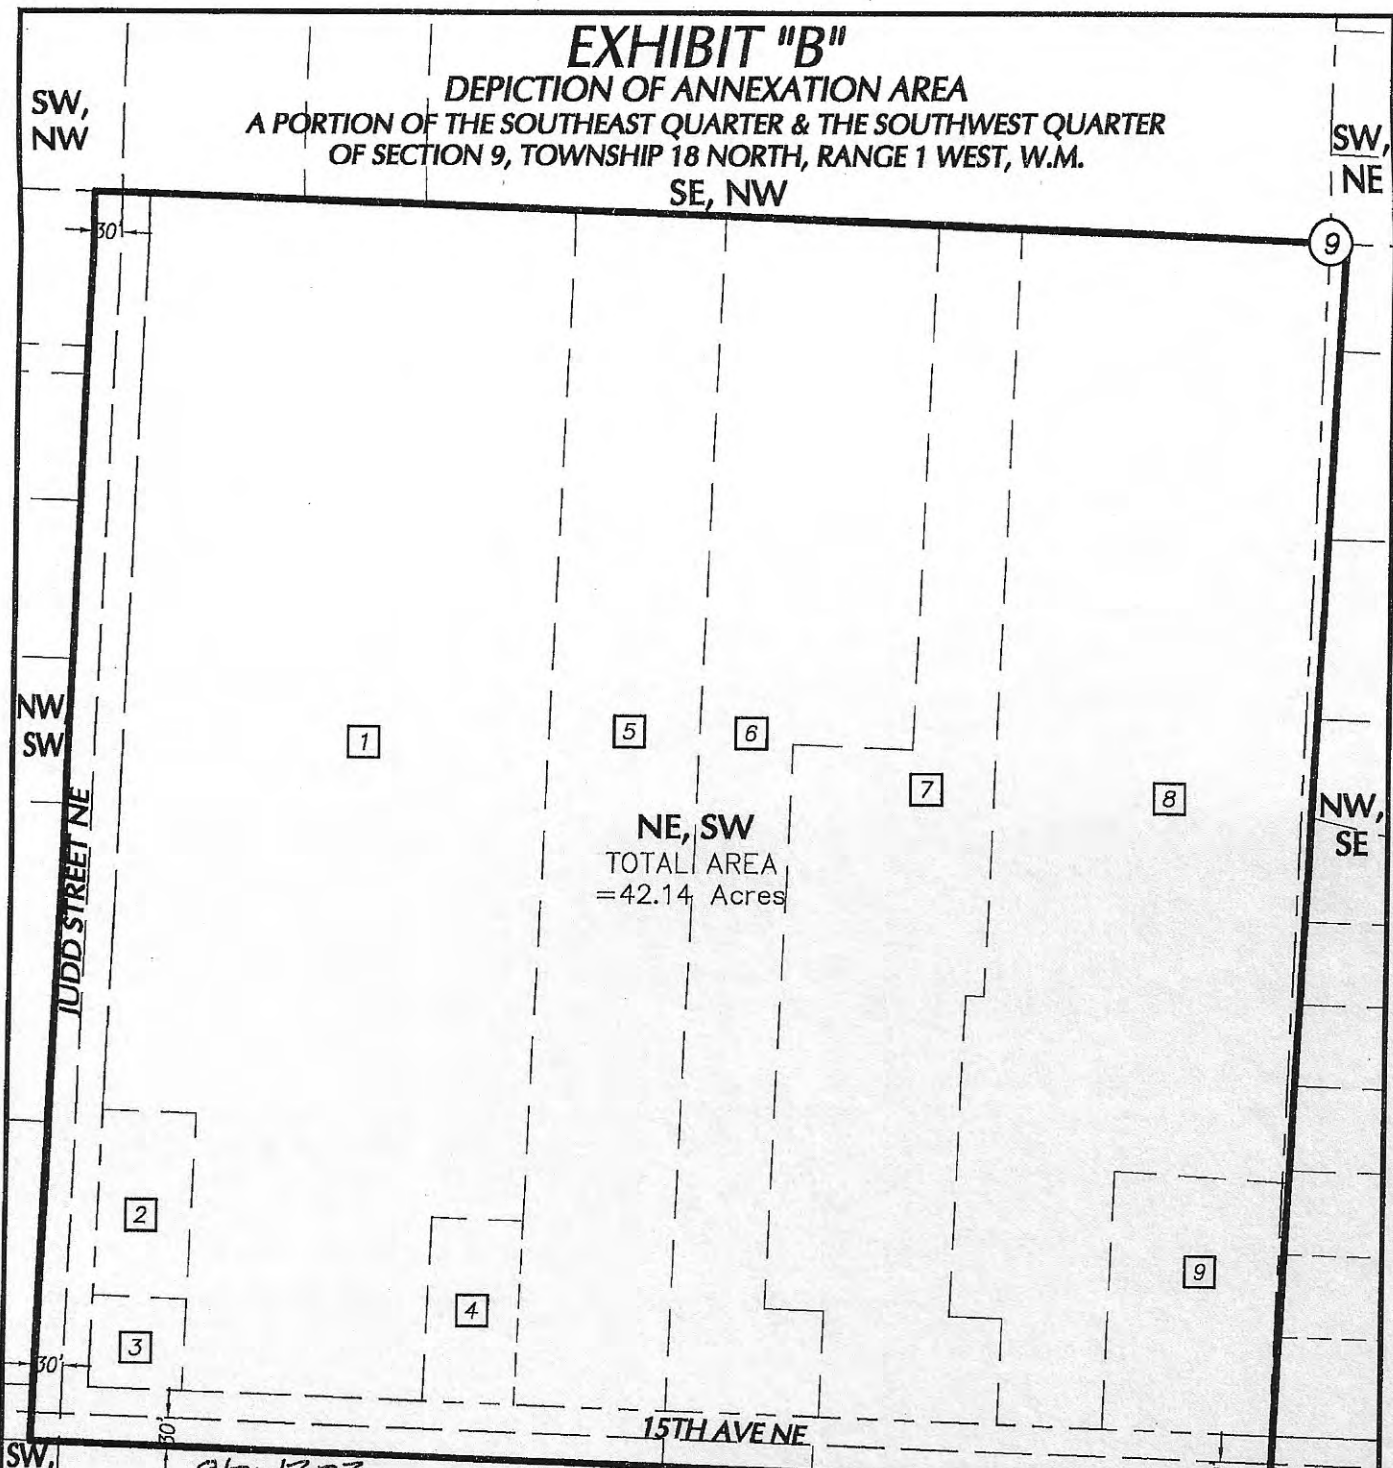 EXHIBIT "B"
DEPICTION OF ANNEXATION AREA
A PORTION OF THE SOUTHEAST QUARTER & THE SOUTHWEST QUARTER
OF SECTION 9, TOWNSHIP 18 NORTH, RANGE 1 WEST, W.M.
SW,
NW
SE, NW
SW,
NE
30'
9
NW
SW
JUDD STREET NE
1
5
6
7
8
NE, SW
TOTAL AREA
=42.14 Acres
NW,
SE
2
3
4
9
30'
30'
15TH AVE NE
SW,